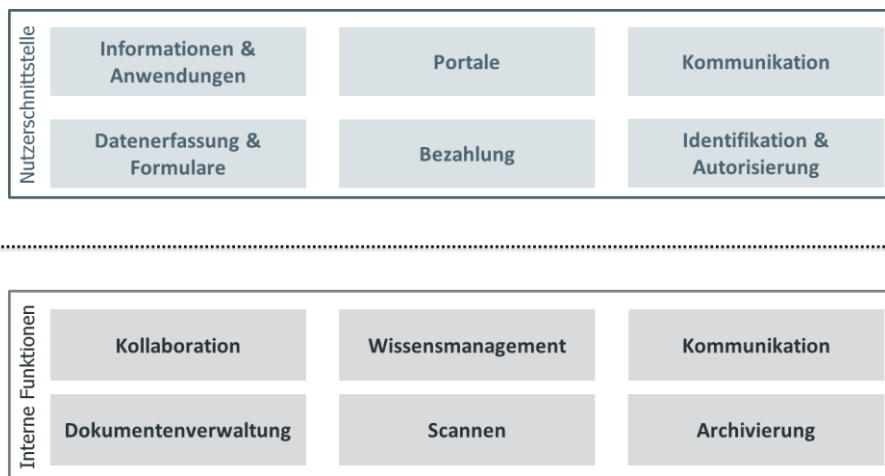 Nutzerschnittstelle
Informationen &
Anwendungen
Portale
Kommunikation
Datenerfassung &
Formulare
Bezahlung
Identifikation &
Autorisierung
Interne Funktionen
Kollaboration
Wissensmanagement
Kommunikation
Dokumentenverwaltung
Scannen
Archivierung